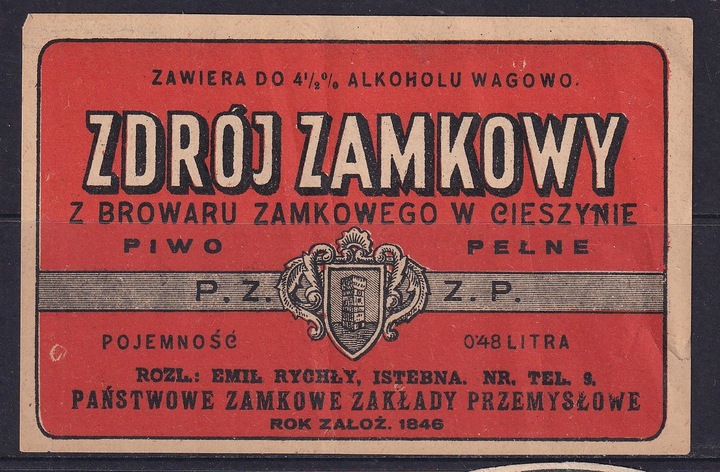 ZAWIERA DO 4½% ALKOHOLU WAGOWO.
ZDRÓJ ZAMKOWY
Z BROWARU ZAMKOWEGO W CIESZYNIE
PIWO PEŁNE
P. Z. Z. P.
POJEMNOŚĆ 0'48 LITRA
ROZL.: EMIL RYCHŁY, ISTEBNA. NR. TEL. 9.
PAŃSTWOWE ZAMKOWE ZAKŁADY PRZEMYSŁOWE
ROK ZAŁOŻ. 1846